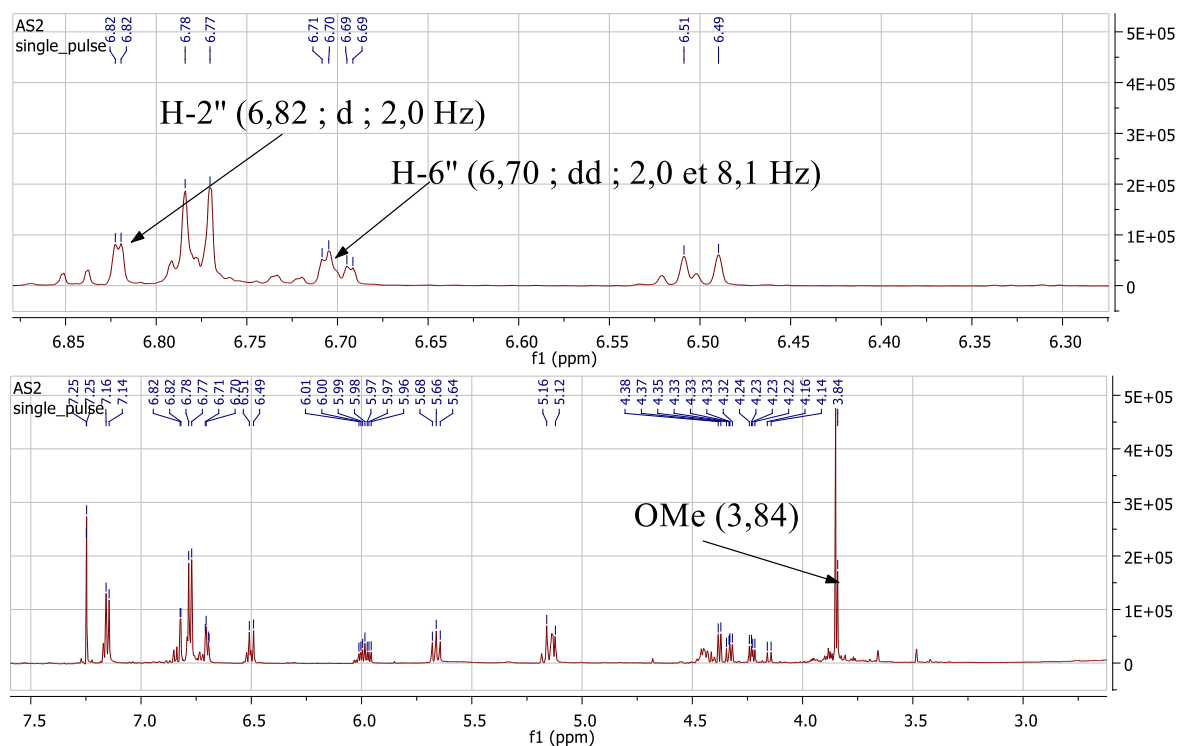 AS2
single_pulse
6.82
6.82
6.78
6.77
6.71
6.70
6.69
6.69
6.51
6.49
H-2" (6,82 ; d ; 2,0 Hz)
H-6" (6,70 ; dd ; 2,0 et 8,1 Hz)
5E+05
4E+05
3E+05
2E+05
1E+05
0
6.85 6.80 6.75 6.70 6.65 6.60 6.55 6.50 6.45 6.40 6.35 6.30
f1 (ppm)
AS2
single_pulse
7.25
7.25
7.16
7.14
6.82
6.82
6.78
6.77
6.71
6.70
6.51
6.49
6.01
6.00
5.99
5.98
5.97
5.97
5.96
5.68
5.66
5.64
5.16
5.12
4.38
4.37
4.35
4.33
4.33
4.33
4.32
4.24
4.23
4.23
4.22
4.16
4.14
3.84
OMe (3,84)
5E+05
4E+05
3E+05
2E+05
1E+05
0
7.5 7.0 6.5 6.0 5.5 5.0 4.5 4.0 3.5 3.0
f1 (ppm)